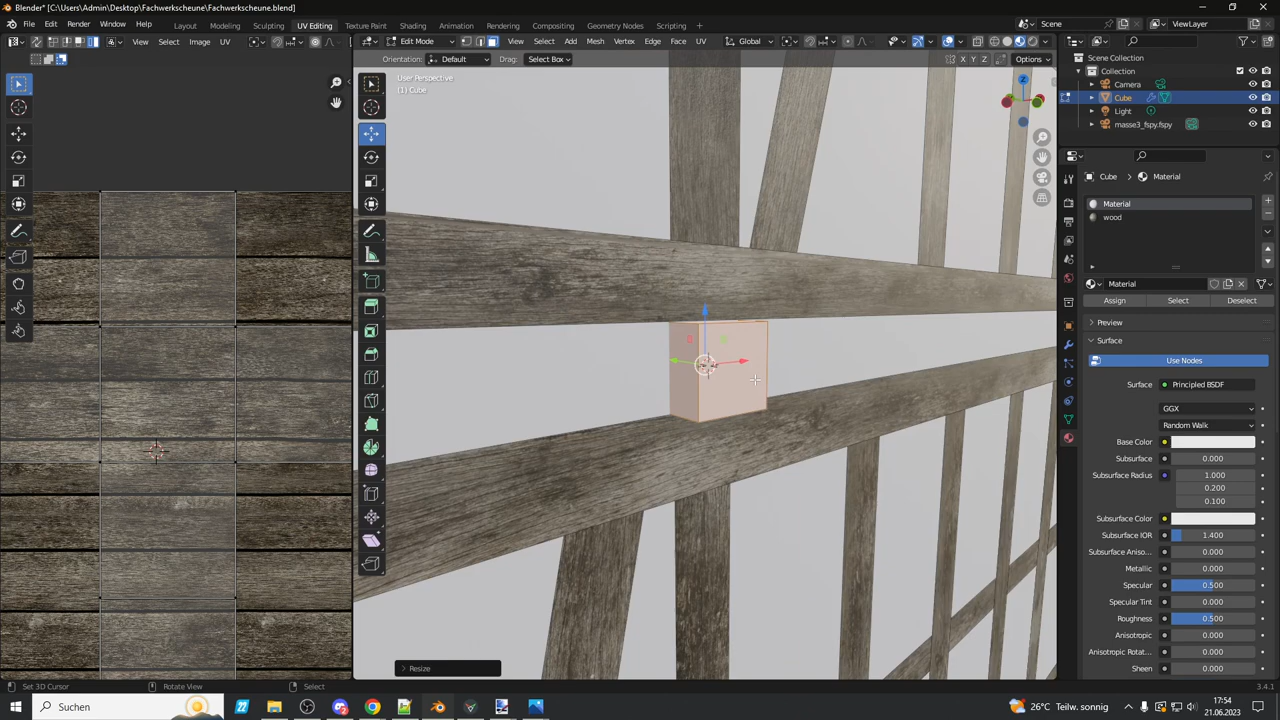 Blender* [C:\Users\Admin\Desktop\Fachwerkscheune\Fachwerkscheune.blend]
File Edit Render Window Help Layout Modeling Sculpting UV Editing Texture Paint Shading Animation Rendering Compositing Geometry Nodes Scripting Scene ViewLayer
View Select Image UV Edit Mode View Select Add Mesh Vertex Edge Face UV Global
Orientation: Default Drag: Select Box X Y Z Options
User Perspective
(1) Cube
Z
Scene Collection
Collection
Camera
Cube
Light
masse3_fspy.fspy
Cube Material
Material
wood
Material
Assign Select Deselect
Preview
Surface
Use Nodes
Surface Principled BSDF
GGX
Random Walk
Base Color
Subsurface 0.000
Subsurface Radius 1.000
0.200
0.100
Subsurface Color
Subsurface IOR 1.400
Subsurface Aniso... 0.000
Metallic 0.000
Specular 0.500
Specular Tint 0.000
Roughness 0.500
Anisotropic 0.000
Anisotropic Rotat... 0.000
Sheen 0.000
Resize
Set 3D Cursor Rotate View Select 3.4.1
Suchen 26°C Teilw. sonnig 17:54
21.06.2023